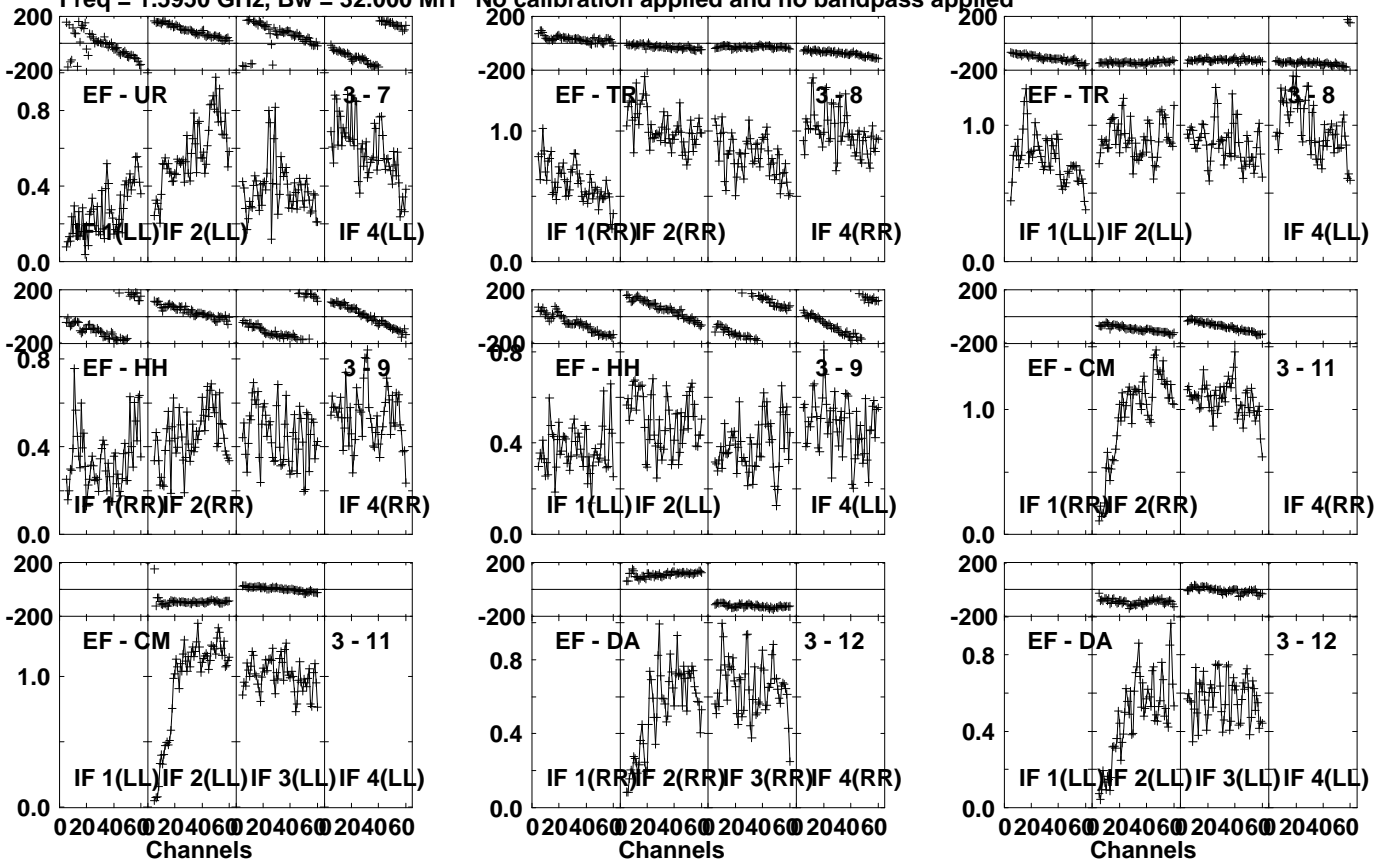 Freq = 1.5950 GHz, Bw = 32.000 MH No calibration applied and no bandpass applied
200
-200
EF - UR 3 - 7
0.8
0.4
IF 1(LL) IF 2(LL) IF 4(LL)
0.0
200
-200
EF - TR 3 - 8
1.0
IF 1(RR) IF 2(RR) IF 4(RR)
0.0
200
-200
EF - TR 3 - 8
1.0
IF 1(LL) IF 2(LL) IF 4(LL)
0.0
200
-200
0.8
EF - HH 3 - 9
0.4
IF 1(RR) IF 2(RR) IF 4(RR)
0.0
200
-200
0.8
EF - HH 3 - 9
0.4
IF 1(LL) IF 2(LL) IF 4(LL)
0.0
200
-200
EF - CM 3 - 11
1.0
IF 1(RR) IF 2(RR) IF 4(RR)
0.0
200
-200
EF - CM 3 - 11
1.0
IF 1(LL) IF 2(LL) IF 3(LL) IF 4(LL)
0.0
0 20 40 60 0 20 40 60 0 20 40 60 0 20 40 60
Channels
200
-200
EF - DA 3 - 12
0.8
0.4
IF 1(RR) IF 2(RR) IF 3(RR) IF 4(RR)
0.0
0 20 40 60 0 20 40 60 0 20 40 60 0 20 40 60
Channels
200
-200
EF - DA 3 - 12
0.8
0.4
IF 1(LL) IF 2(LL) IF 3(LL) IF 4(LL)
0.0
0 20 40 60 0 20 40 60 0 20 40 60 0 20 40 60
Channels